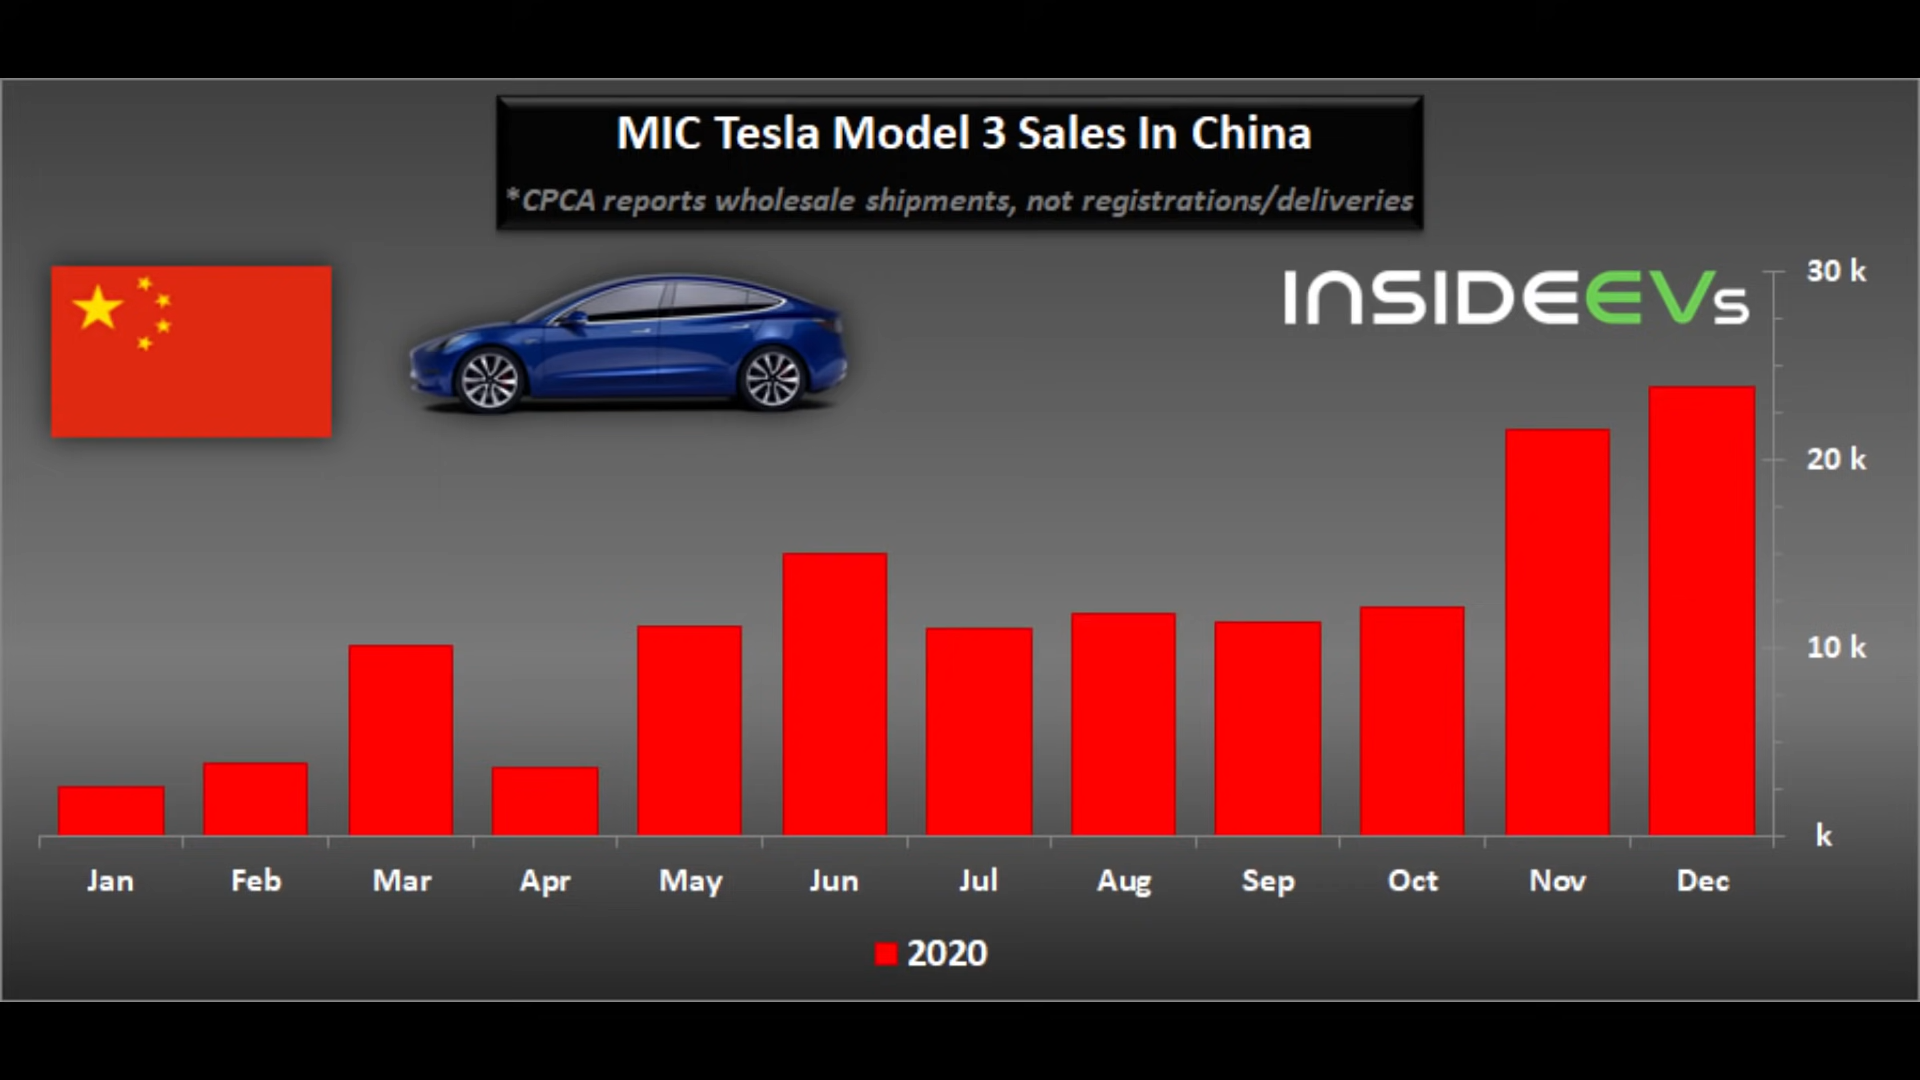 MIC Tesla Model 3 Sales In China
*CPCA reports wholesale shipments, not registrations/deliveries
INSIDEEVs
30 k
20 k
10 k
k
Jan Feb Mar Apr May Jun Jul Aug Sep Oct Nov Dec
2020